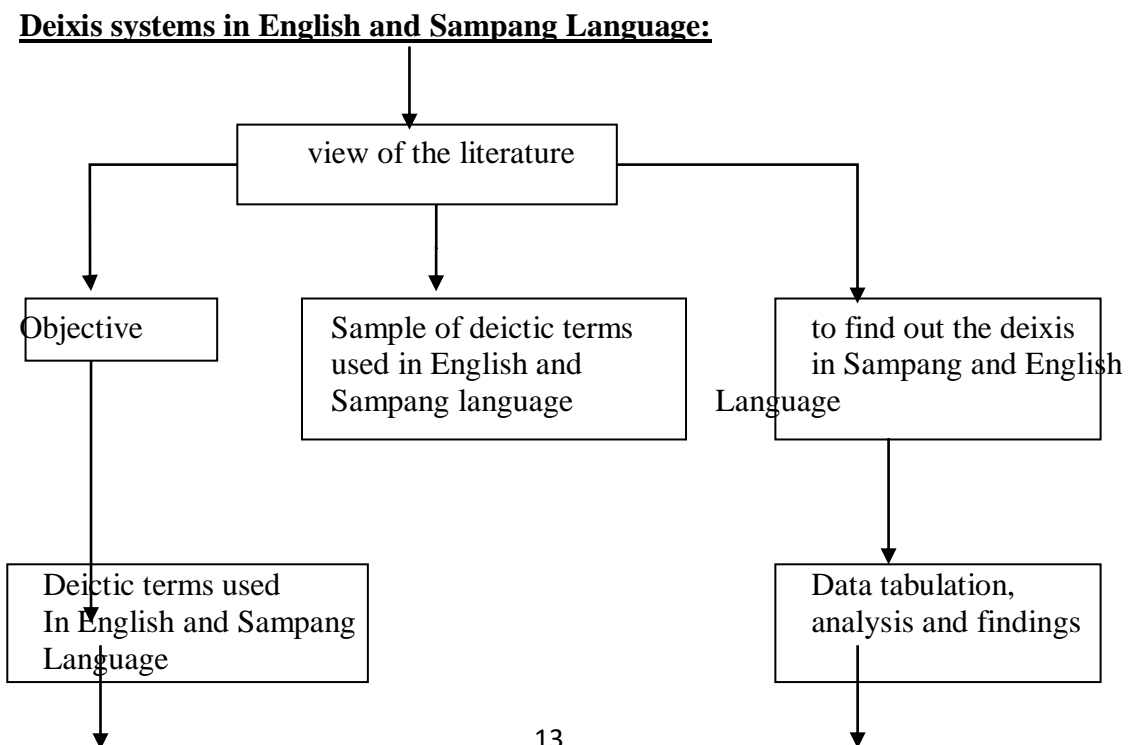 Deixis systems in English and Sampang Language:
view of the literature
Objective
Sample of deictic terms
used in English and
Sampang language
to find out the deixis
in Sampang and English
Language
Deictic terms used
In English and Sampang
Language
Data tabulation,
analysis and findings
13